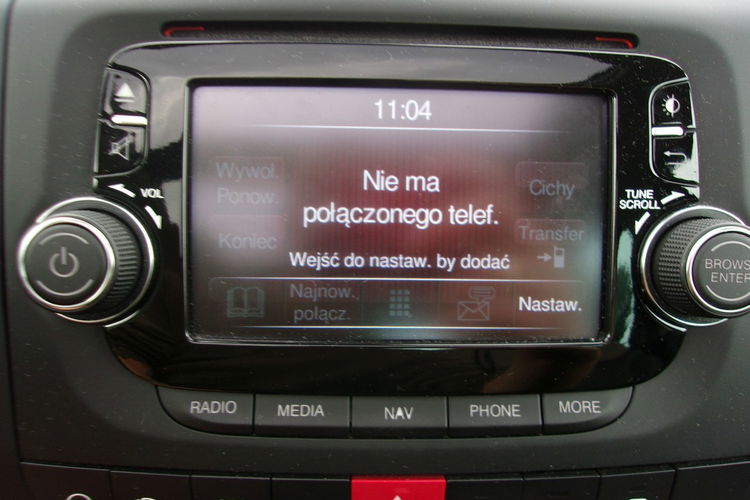 11:04
Wywoł.
Ponow.
Nie ma
połączonego telef.
Cichy
Koniec
Transfer
Wejść do nastaw. by dodać
Najnow.
połącz.
Nastaw.
VOL
TUNE
SCROLL
BROWS
ENTER
RADIO
MEDIA
NAV
PHONE
MORE